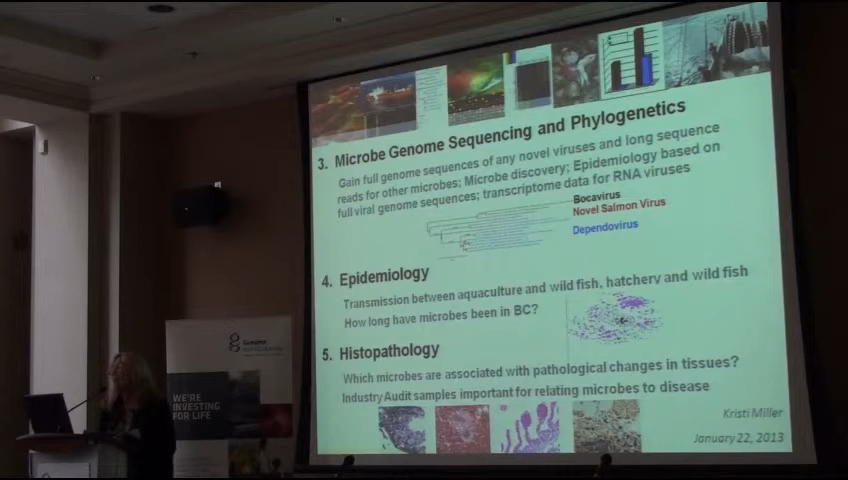 3. Microbe Genome Sequencing and Phylogenetics
Gain full genome sequences of any novel viruses and long sequence
reads for other microbes; Microbe discovery; Epidemiology based on
full viral genome sequences; transcriptome data for RNA viruses
Bocavirus
Novel Salmon Virus
Dependovirus
4. Epidemiology
Transmission between aquaculture and wild fish, hatchery and wild fish
How long have microbes been in BC?
5. Histopathology
Which microbes are associated with pathological changes in tissues?
Industry Audit samples important for relating microbes to disease
Kristi Miller
January 22, 2013
Genome
WE'RE
INVESTING
FOR LIFE